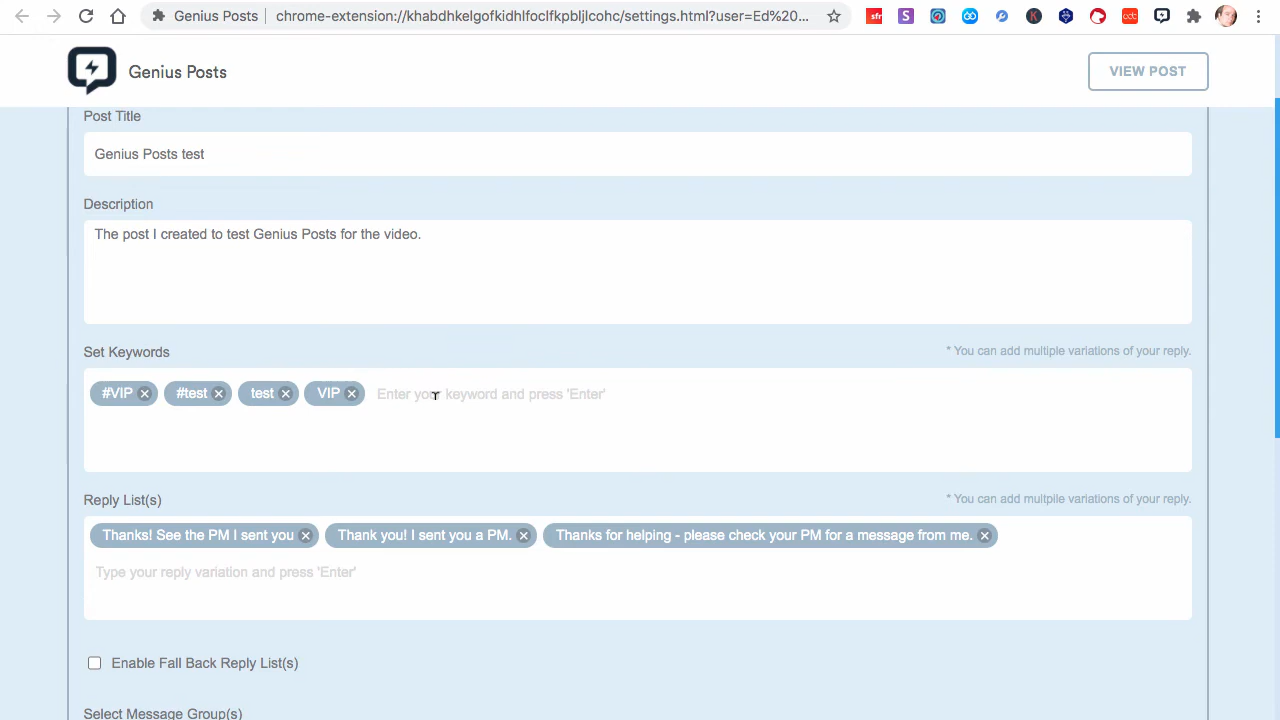 Genius Posts
chrome-extension://khbbdhkelgofkidhlfoclfkpbljlcohc/settings.html?user=Ed%20...
Genius Posts
VIEW POST
Post Title
Genius Posts test
Description
The post I created to test Genius Posts for the video.
Set Keywords
* You can add multiple variations of your reply.
#VIP
#test
test
VIP
Enter your keyword and press 'Enter'
Reply List(s)
* You can add multpile variations of your reply.
Thanks! See the PM I sent you
Thank you! I sent you a PM.
Thanks for helping - please check your PM for a message from me.
Type your reply variation and press 'Enter'
Enable Fall Back Reply List(s)
Select Message Group(s)